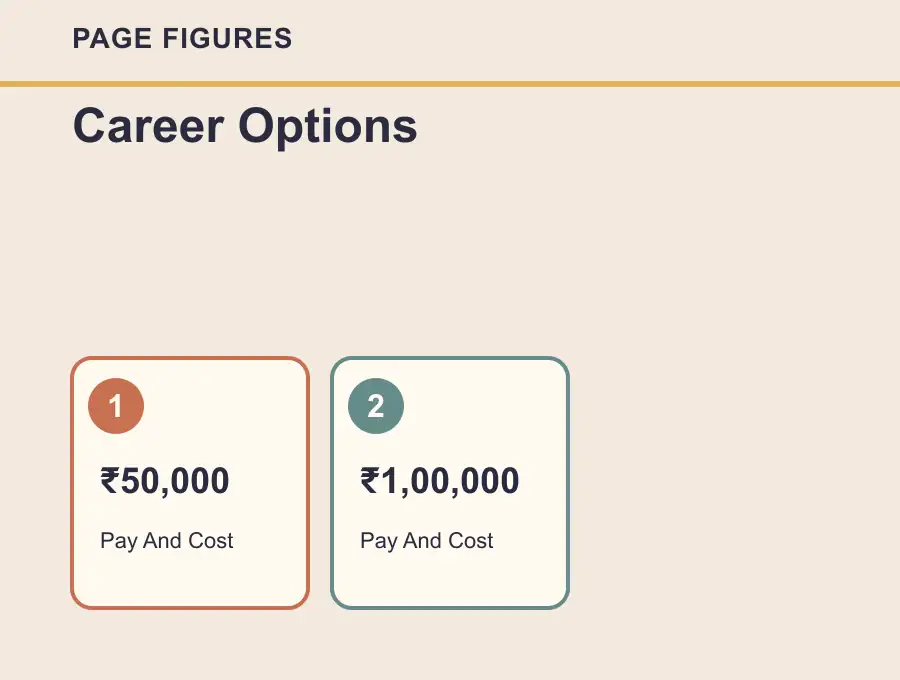 PAGE FIGURES
Career Options
1
₹50,000
Pay And Cost
2
₹1,00,000
Pay And Cost